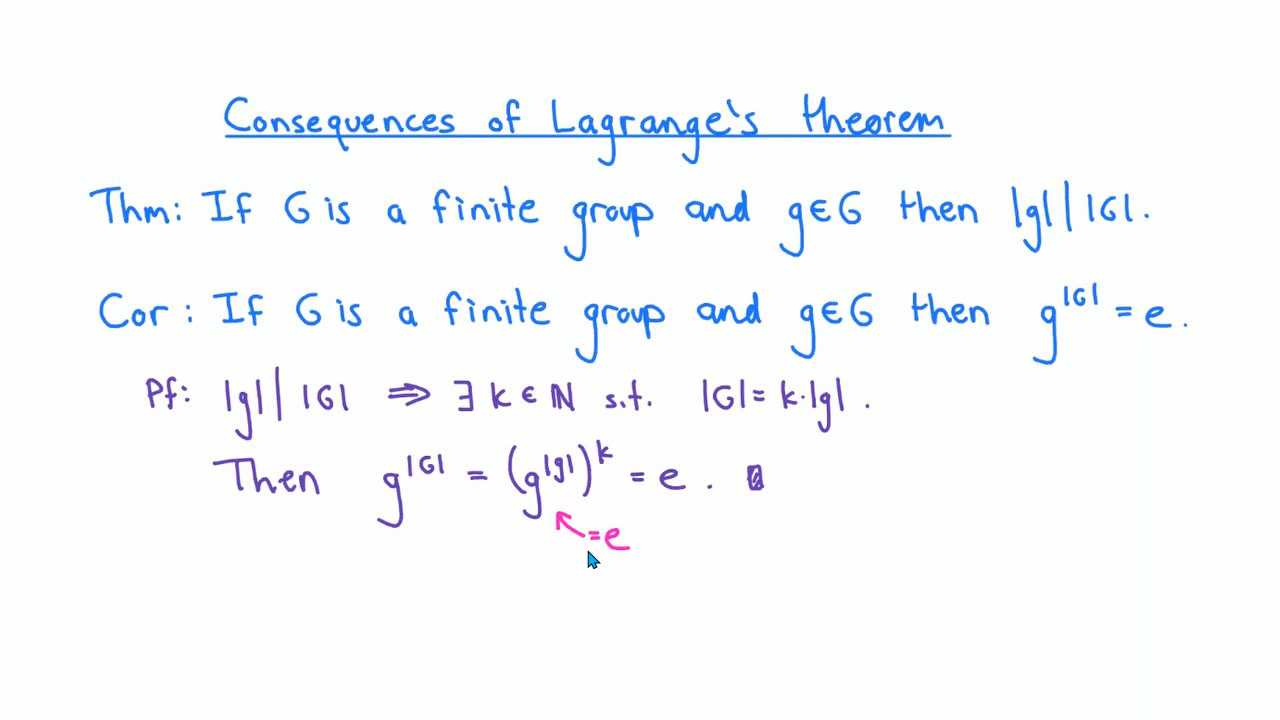 Consequences of Lagrange's theorem
Thm: If G is a finite group and g∈G then |g| | |G|.
Cor: If G is a finite group and g∈G then g^|G| = e.
Pf: |g| | |G| ⇒ ∃ k ∈ ℕ s.t. |G| = k·|g|.
Then g^|G| = (g^|g|)^k = e.
= e